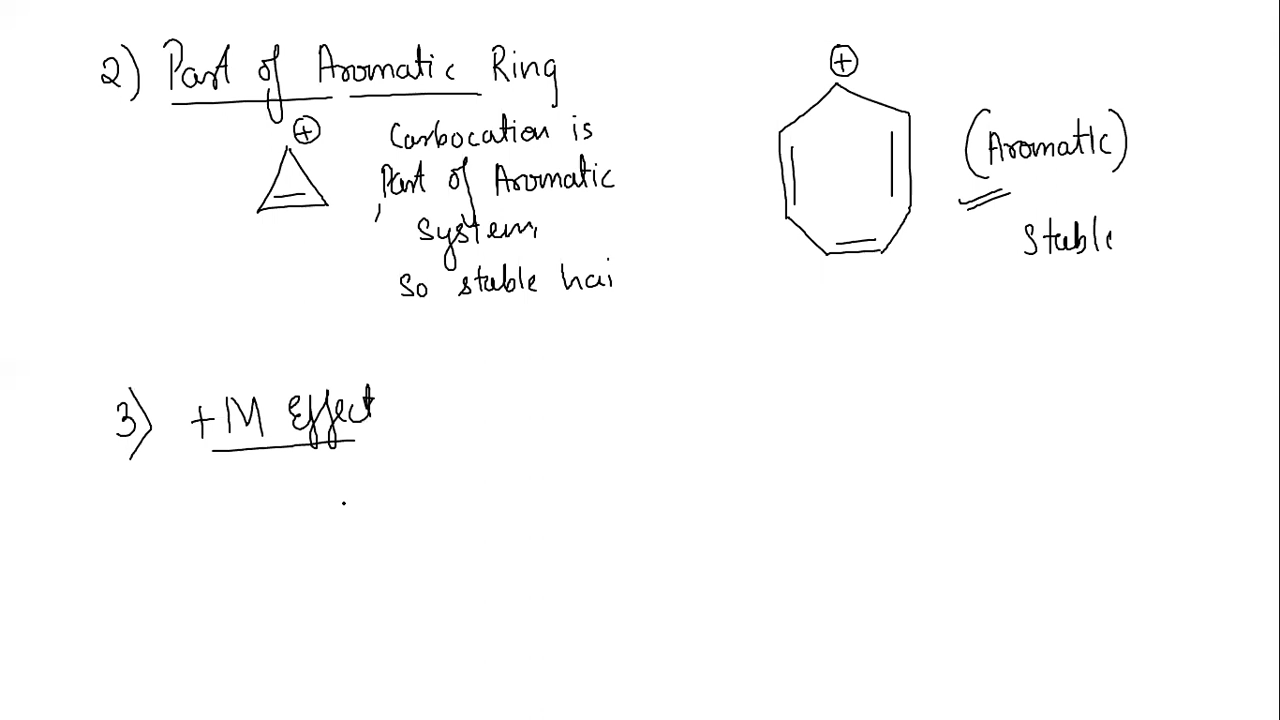 2) Part of Aromatic Ring
⊕
Carbocation is
Part of Aromatic
system,
so stable hai
⊕
(Aromatic)
Stable
3) +M Effect